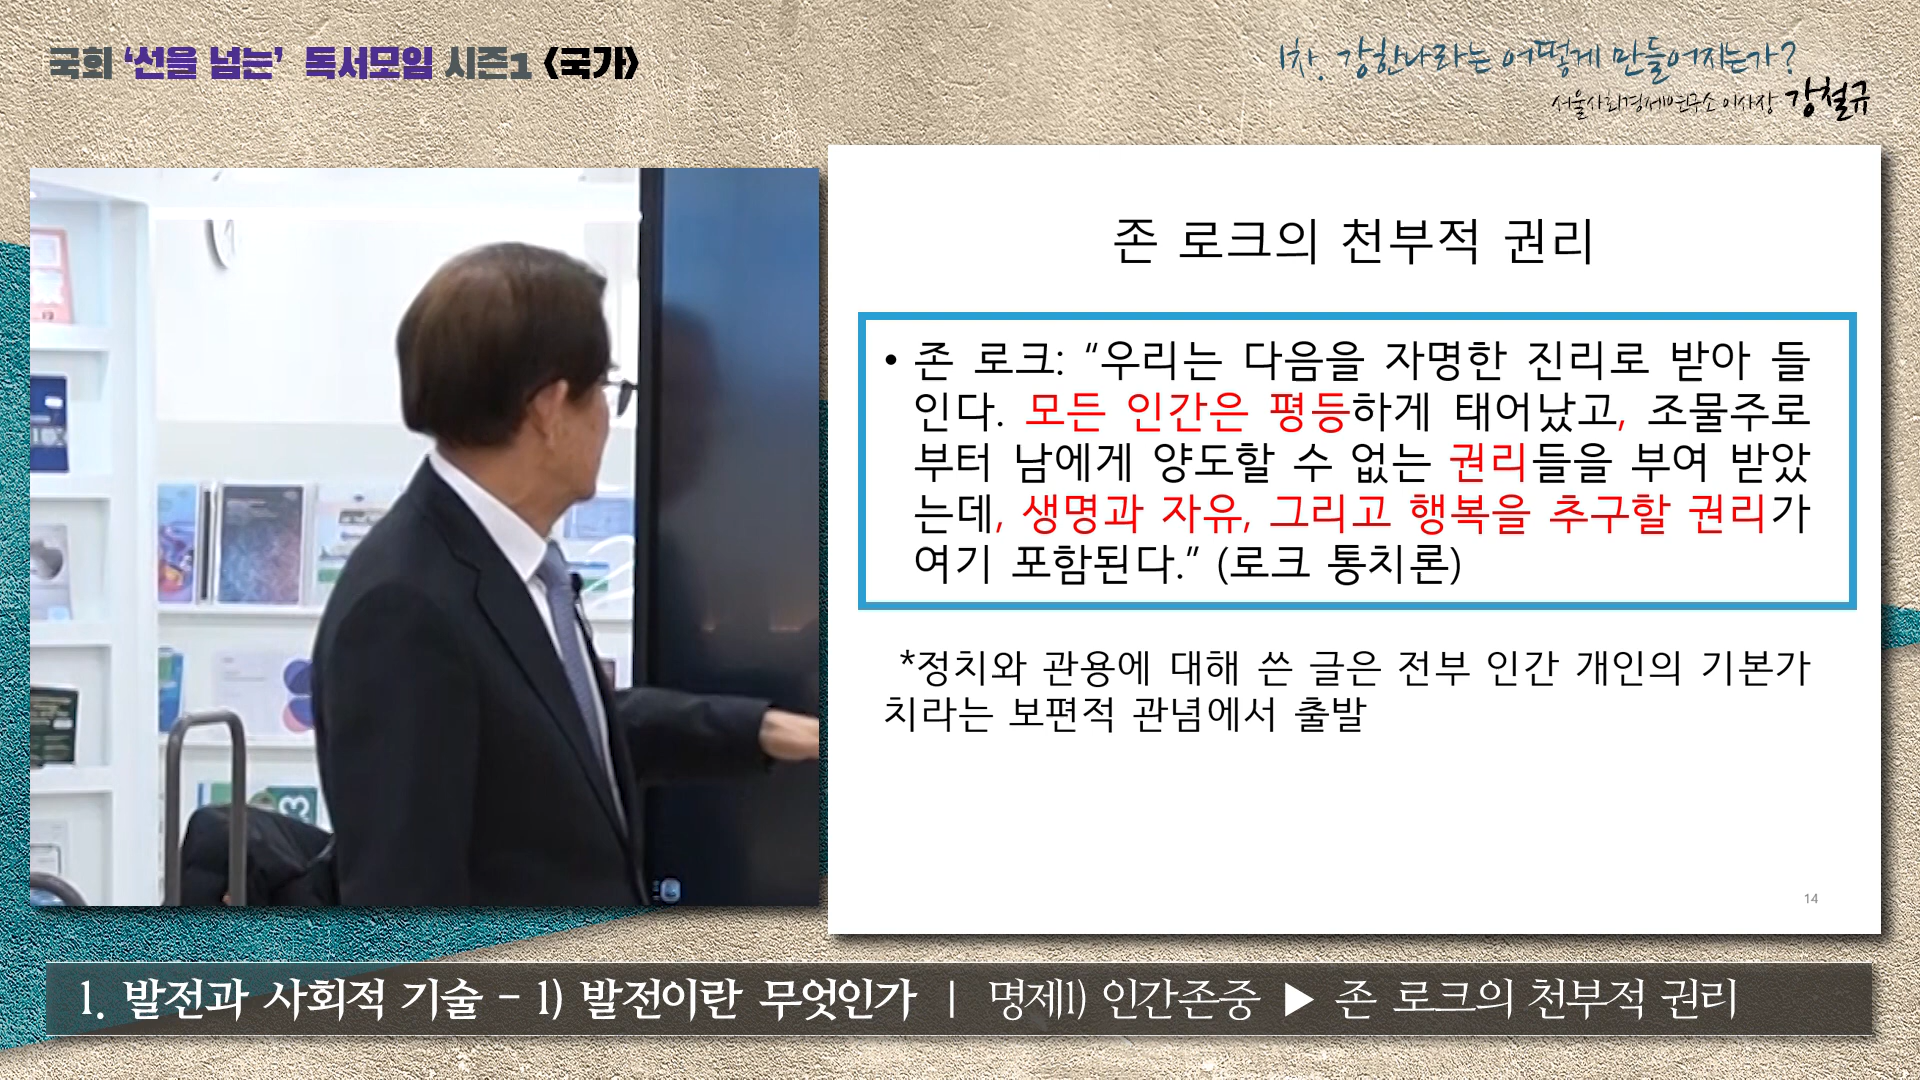 국회 ‘선을 넘는’ 독서모임 시즌1 〈국가〉
1차. 강한나라는 어떻게 만들어지는가?
서울사회경제연구소 이사장 강철규
존 로크의 천부적 권리
• 존 로크: “우리는 다음을 자명한 진리로 받아 들
인다. 모든 인간은 평등하게 태어났고, 조물주로
부터 남에게 양도할 수 없는 권리들을 부여 받았
는데, 생명과 자유, 그리고 행복을 추구할 권리가
여기 포함된다.” (로크 통치론)
*정치와 관용에 대해 쓴 글은 전부 인간 개인의 기본가
치라는 보편적 관념에서 출발
14
1. 발전과 사회적 기술 - 1) 발전이란 무엇인가 | 명제1) 인간존중 ▶ 존 로크의 천부적 권리